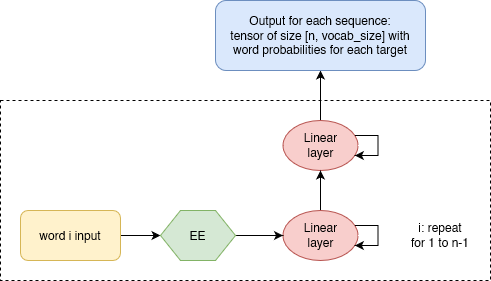 Output for each sequence:
tensor of size [n, vocab_size] with
word probabilities for each target
Linear
layer
word i input
EE
Linear
layer
i: repeat
for 1 to n-1